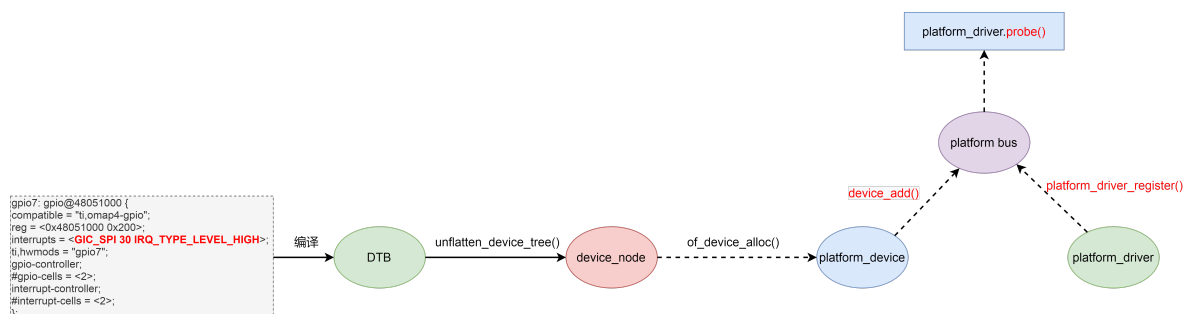 platform_driver.probe()
platform bus
device_add()
platform_driver_register()
gpio7: gpio@48051000 {
compatible = "ti,omap4-gpio";
reg = <0x48051000 0x200>;
interrupts = <GIC_SPI 30 IRQ_TYPE_LEVEL_HIGH>;
ti,hwmods = "gpio7";
gpio-controller;
#gpio-cells = <2>;
interrupt-controller;
#interrupt-cells = <2>;
};
编译
DTB
unflatten_device_tree()
device_node
of_device_alloc()
platform_device
platform_driver